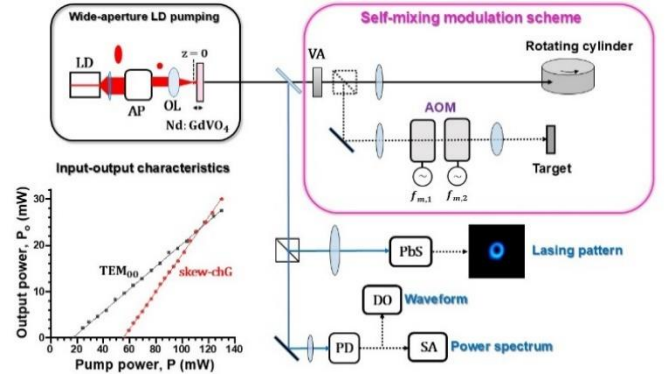 Wide-aperture LD pumping
LD
z = 0
AP
OL
Nd: GdVO₄
Self-mixing modulation scheme
VA
Rotating cylinder
AOM
fₘ,₁
fₘ,₂
Target
Input-output characteristics
Output power, Pₒ (mW)
30
20
10
0
TEM₀₀
skew-chG
0 20 40 60 80 100 120 140
Pump power, P (mW)
PbS
Lasing pattern
DO
Waveform
PD
SA
Power spectrum